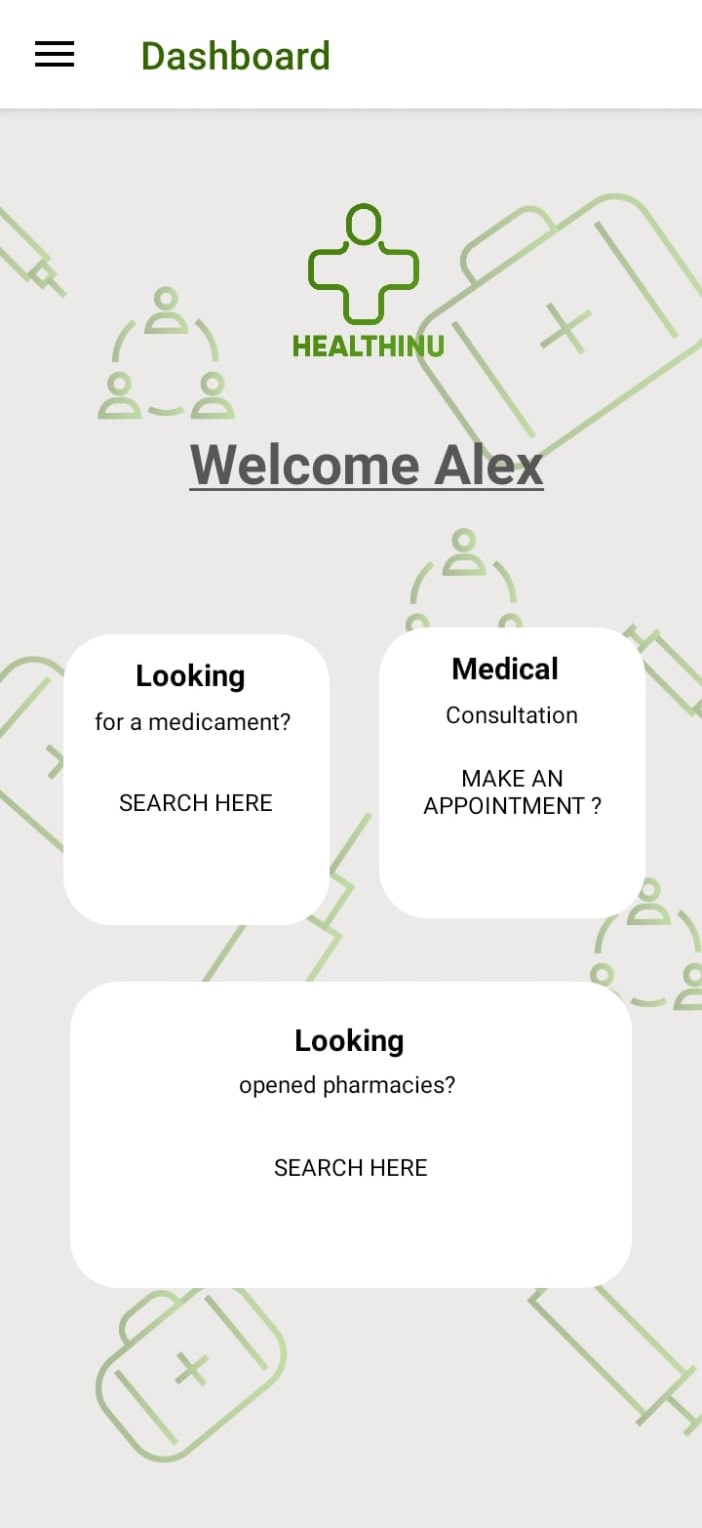 Dashboard
HEALTHINU
Welcome Alex
Looking
for a medicament?
SEARCH HERE
Medical
Consultation
MAKE AN
APPOINTMENT ?
Looking
opened pharmacies?
SEARCH HERE